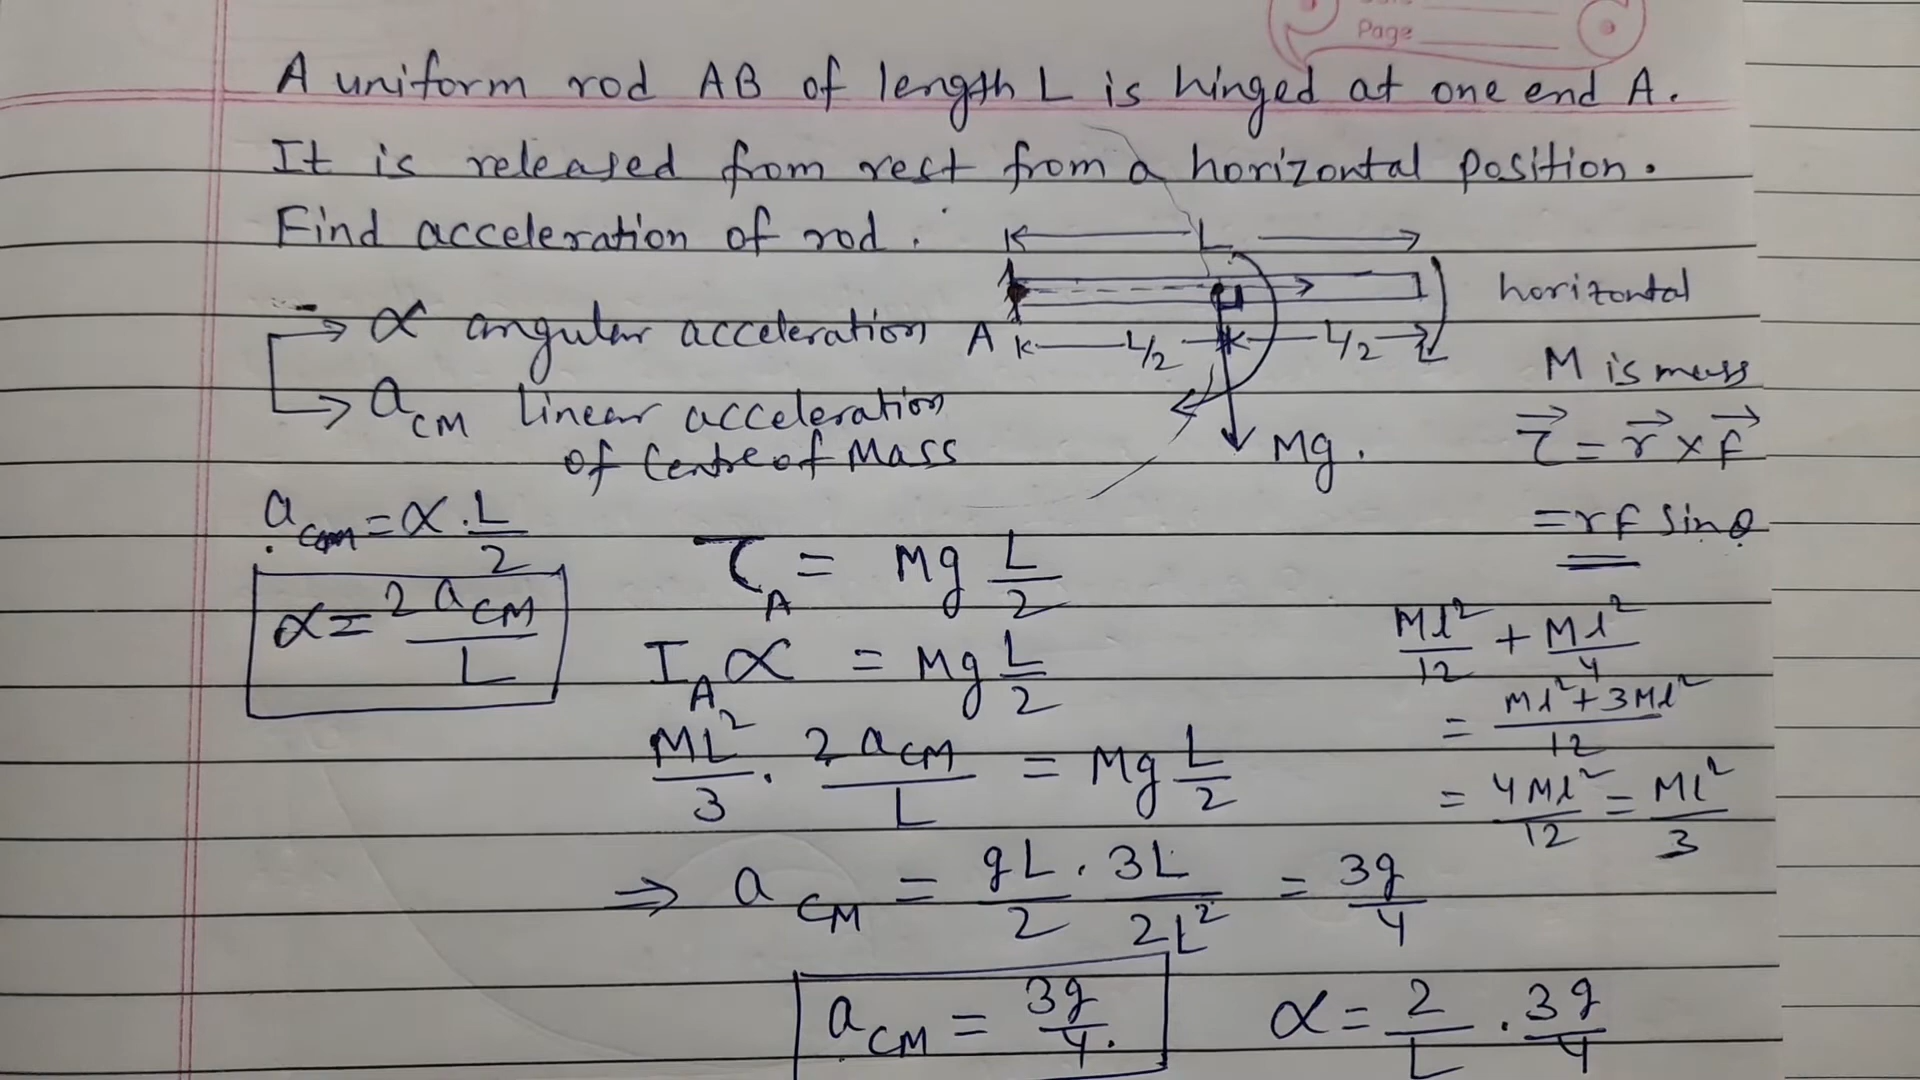 Page
A uniform rod AB of length L is hinged at one end A.
It is released from rest from a horizontal position.
Find acceleration of rod.
L
horizontal
→ α angular acceleration
A
L/2
L/2
M is mass
→ a_CM linear acceleration
of Centre of Mass
Mg.
τ⃗ = r⃗ × F⃗
= rF sinθ
a_com = α . L/2
α = 2a_CM/L
τ_A = Mg L/2
I_A α = Mg L/2
ML²/3 . 2a_CM/L = Mg L/2
Ml²/12 + Ml²/4
= Ml² + 3Ml²/12
= 4Ml²/12 = Ml²/3
⇒ a_CM = gL/2 . 3L/2L² = 3g/4
a_CM = 3g/4.
α = 2/L . 3g/4